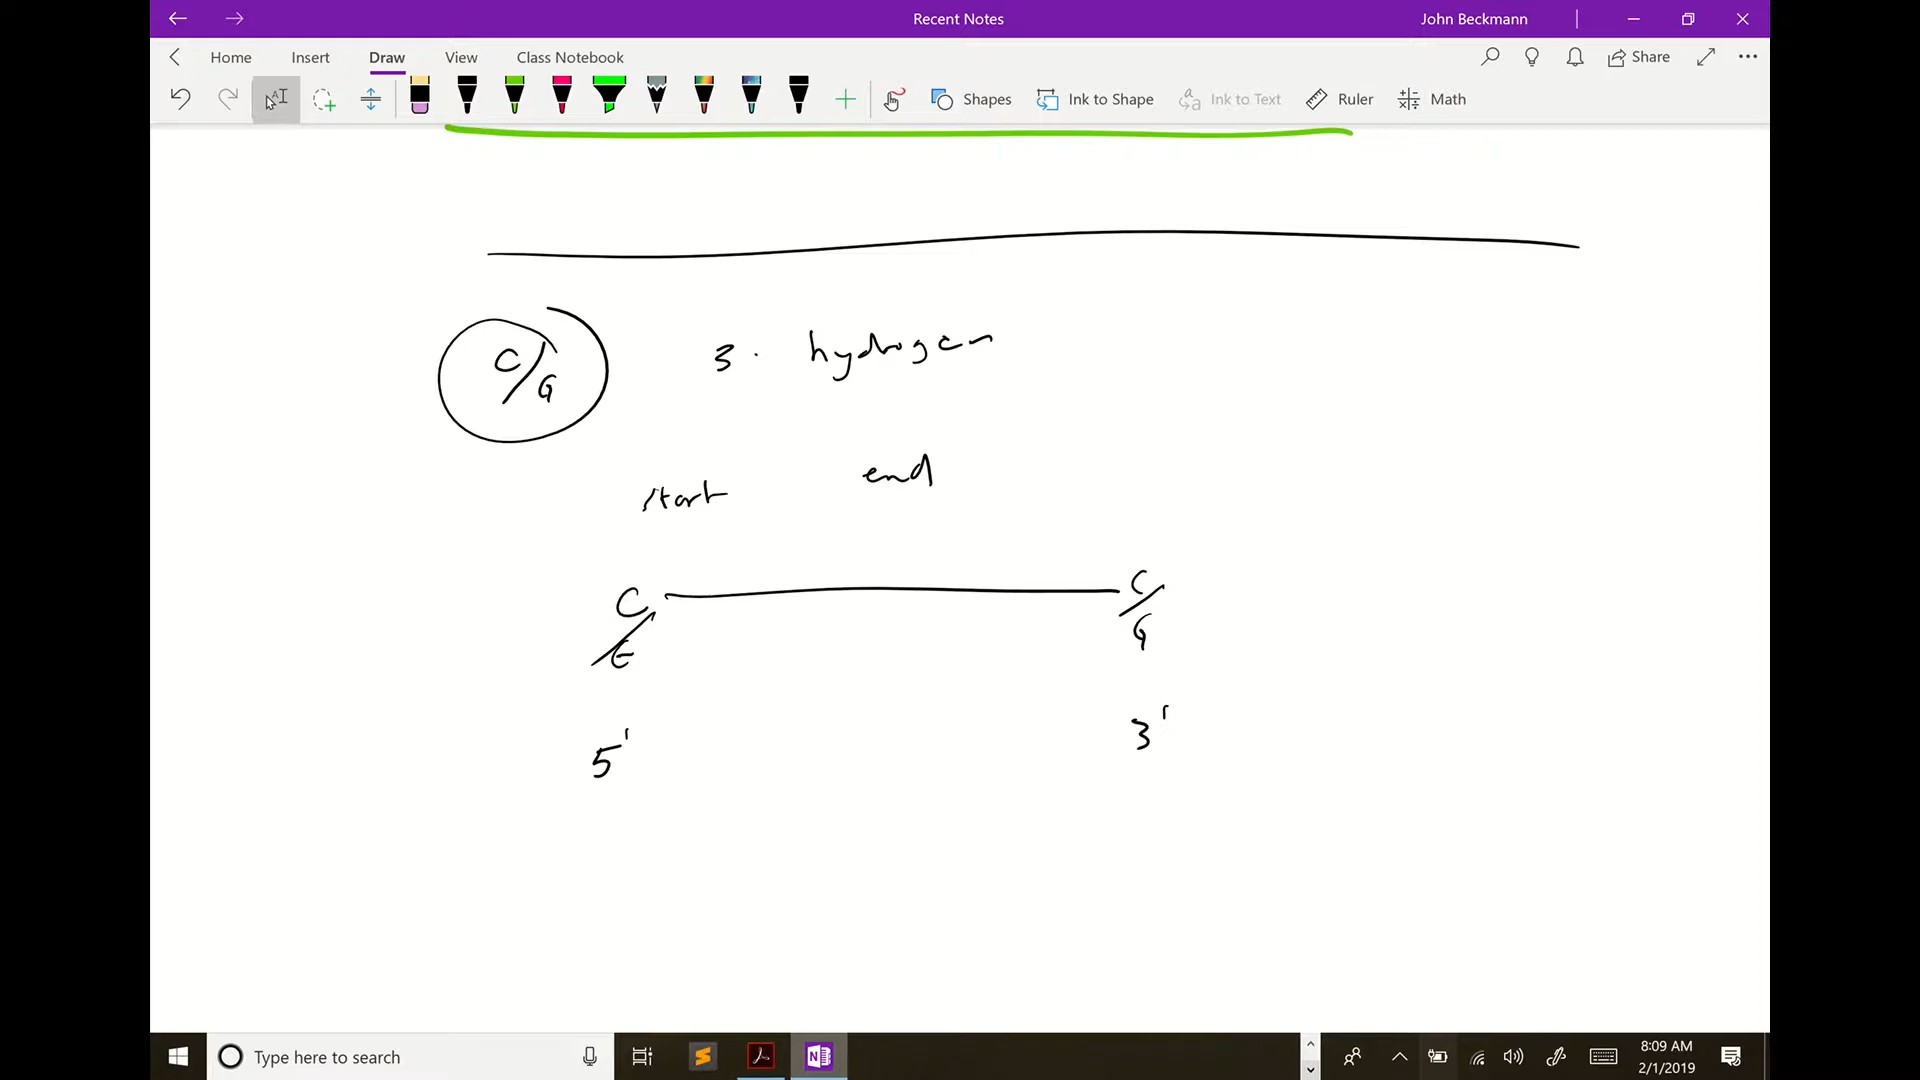 Recent Notes
John Beckmann
Home Insert Draw View Class Notebook
Share
Shapes Ink to Shape Ink to Text Ruler Math
C/G 3. hydrogen
start end
C/G C/G
5' 3'
Type here to search
8:09 AM
2/1/2019